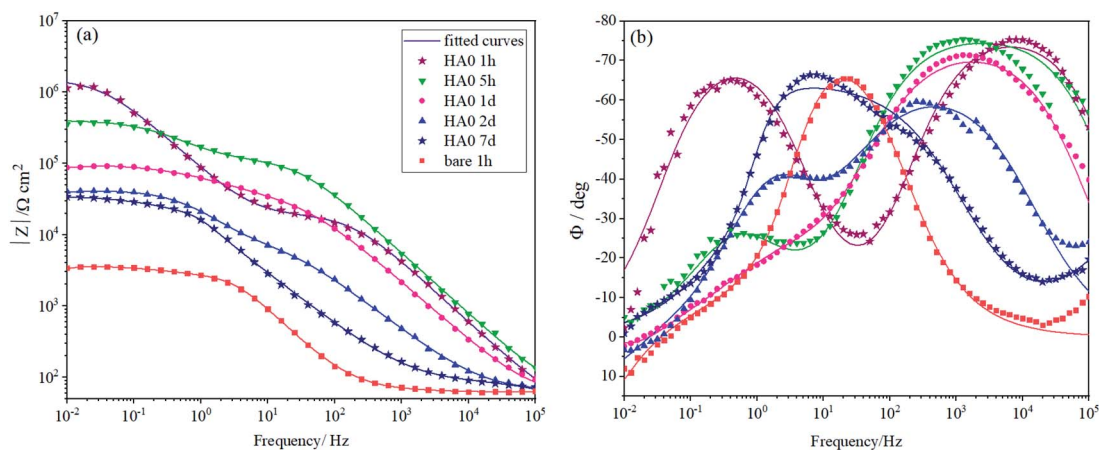 (a)
|Z| /Ω cm2
10^7
10^6
10^5
10^4
10^3
10^2
10^-2
10^-1
10^0
10^1
10^2
10^3
10^4
10^5
Frequency/ Hz
fitted curves
HA0 1h
HA0 5h
HA0 1d
HA0 2d
HA0 7d
bare 1h
(b)
Φ / deg
-80
-70
-60
-50
-40
-30
-20
-10
0
10
10^-2
10^-1
10^0
10^1
10^2
10^3
10^4
10^5
Frequency/Hz